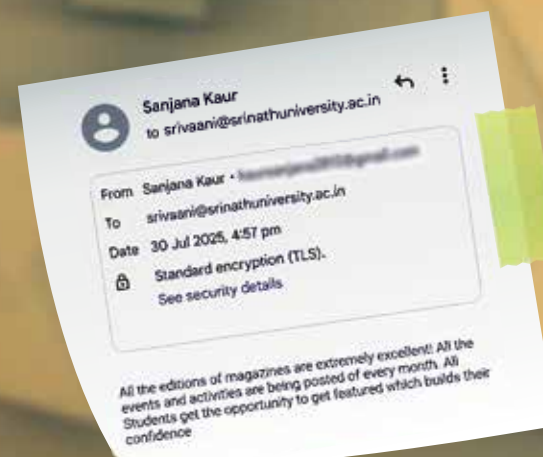 Sanjana Kaur
to srivaani@srinathuniversity.ac.in
From Sanjana Kaur •
To srivaani@srinathuniversity.ac.in
Date 30 Jul 2025, 4:57 pm
Standard encryption (TLS).
See security details
All the editions of magazines are extremely excellent! All the
events and activities are being posted of every month. All
Students get the opportunity to get featured which builds their
confidence